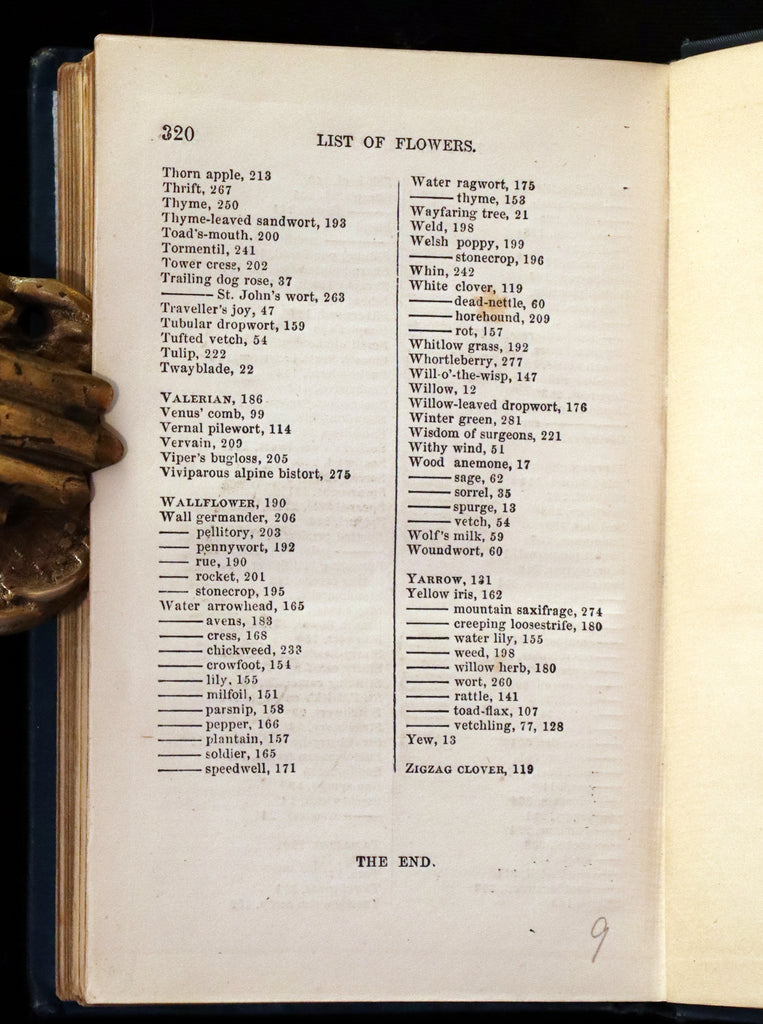 320
LIST OF FLOWERS.
Thorn apple, 213
Thrift, 267
Thyme, 250
Thyme-leaved sandwort, 193
Toad's-mouth. 200
Tormentil, 241
Tower cress, 202
Trailing dog rose, 37
——— St. John's wort, 263
Traveller's joy, 47
Tubular dropwort, 159
Tufted vetch, 54
Tulip, 222
Twayblade, 22
VALERIAN, 186
Venus' comb, 99
Vernal pilewort, 114
Vervain, 209
Viper's bugloss, 205
Viviparous alpine bistort, 275
WALLFLOWER, 190
Wall germander, 206
—— pellitory, 203
—— pennywort, 192
—— rue, 190
—— rocket, 201
—— stonecrop, 195
Water arrowhead, 165
——— avens, 183
——— cress, 168
——— chickweed, 233
——— crowfoot, 154
——— lily, 155
——— milfoil, 151
——— parsnip, 158
——— pepper, 166
——— plantain, 157
——— soldier, 165
——— speedwell, 171
Water ragwort, 175
——— thyme, 153
Wayfaring tree, 21
Weld, 198
Welsh poppy, 199
——— stonecrop, 196
Whin, 242
White clover, 119
——— dead-nettle, 60
——— horehound, 209
——— rot, 157
Whitlow grass, 192
Whortleberry, 277
Will-o'-the-wisp, 147
Willow, 12
Willow-leaved dropwort, 176
Winter green, 281
Wisdom of surgeons, 221
Withy wind, 51
Wood anemone, 17
——— sage, 62
——— sorrel, 35
——— spurge, 13
——— vetch, 54
Wolf's milk, 59
Woundwort, 60
YARROW, 131
Yellow iris, 162
——— mountain saxifrage, 274
——— creeping loosestrife, 180
——— water lily, 155
——— weed, 198
——— willow herb, 180
——— wort, 260
——— rattle, 141
——— toad-flax, 107
——— vetchling, 77, 128
Yew, 13
ZIGZAG CLOVER, 119
THE END.
9